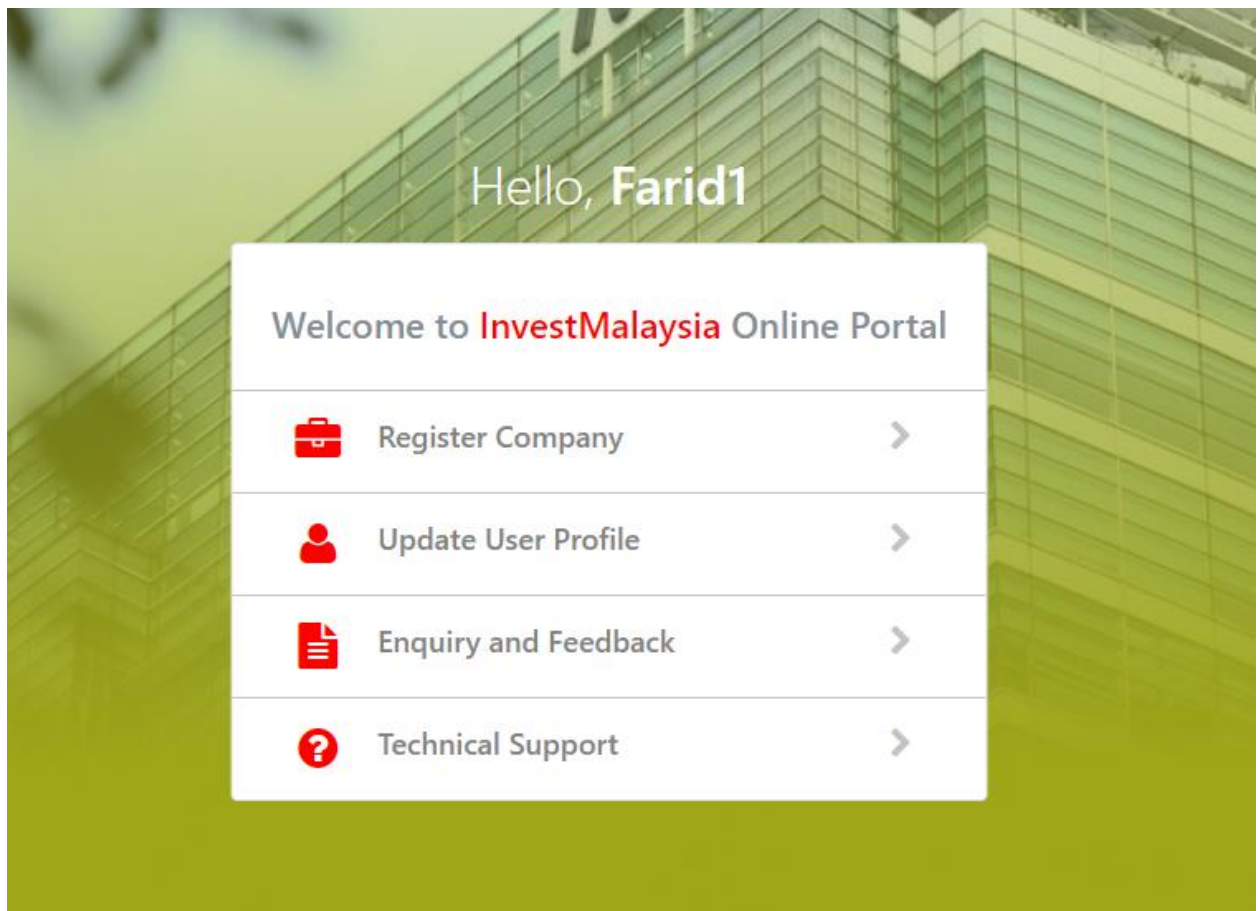 Hello, Farid1
Welcome to InvestMalaysia Online Portal
Register Company
Update User Profile
Enquiry and Feedback
Technical Support